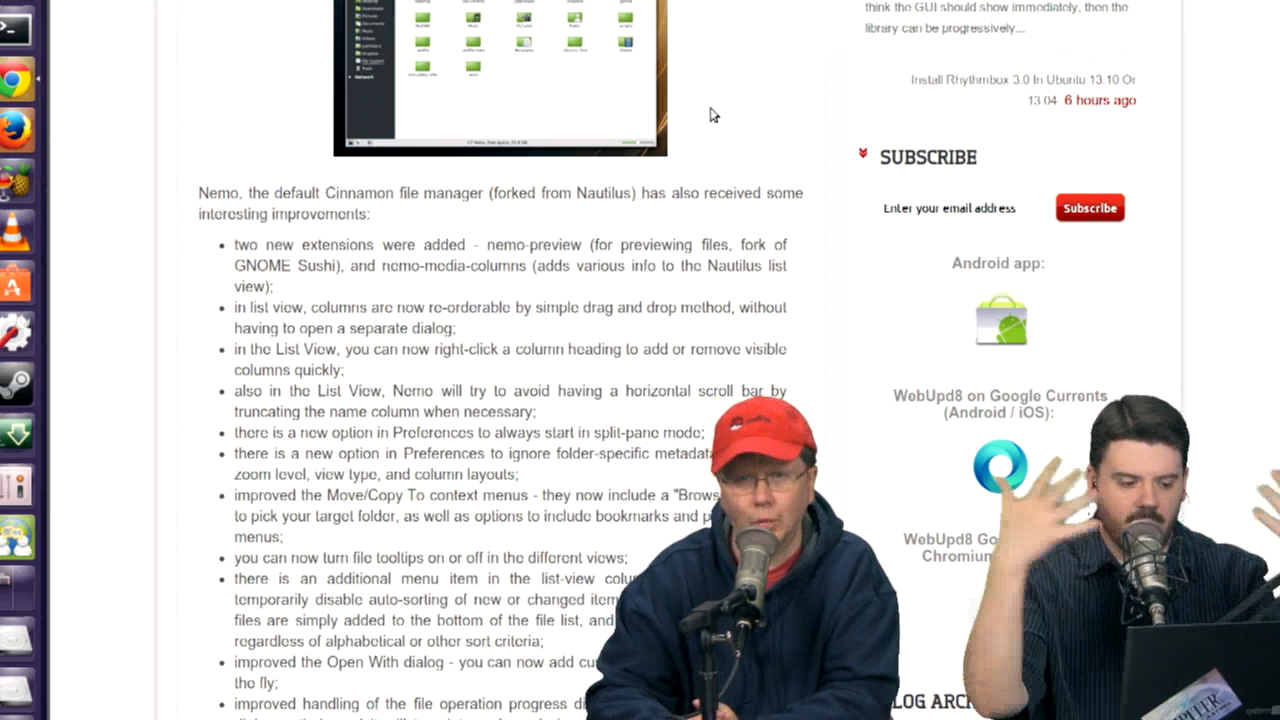 think the GUI should show immediately, then the
library can be progressively...
Install Rhythmbox 3.0 In Ubuntu 13.10 Or
13.04 6 hours ago
SUBSCRIBE
Enter your email address Subscribe
Android app:
WebUpd8 on Google Currents
(Android / iOS):
WebUpd8 Go
Chromium
LOG ARC
Nemo, the default Cinnamon file manager (forked from Nautilus) has also received some
interesting improvements:
two new extensions were added - nemo-preview (for previewing files, fork of
GNOME Sushi), and nemo-media-columns (adds various info to the Nautilus list
view);
in list view, columns are now re-orderable by simple drag and drop method, without
having to open a separate dialog;
in the List View, you can now right-click a column heading to add or remove visible
columns quickly;
also in the List View, Nemo will try to avoid having a horizontal scroll bar by
truncating the name column when necessary;
there is a new option in Preferences to always start in split-pane mode;
there is a new option in Preferences to ignore folder-specific metadata
zoom level, view type, and column layouts;
improved the Move/Copy To context menus - they now include a "Brows
to pick your target folder, as well as options to include bookmarks and p
menus;
you can now turn file tooltips on or off in the different views;
there is an additional menu item in the list-view colu
temporarily disable auto-sorting of new or changed item
files are simply added to the bottom of the file list, and
regardless of alphabetical or other sort criteria;
improved the Open With dialog - you can now add cu
the fly;
improved handling of the file operation progress di